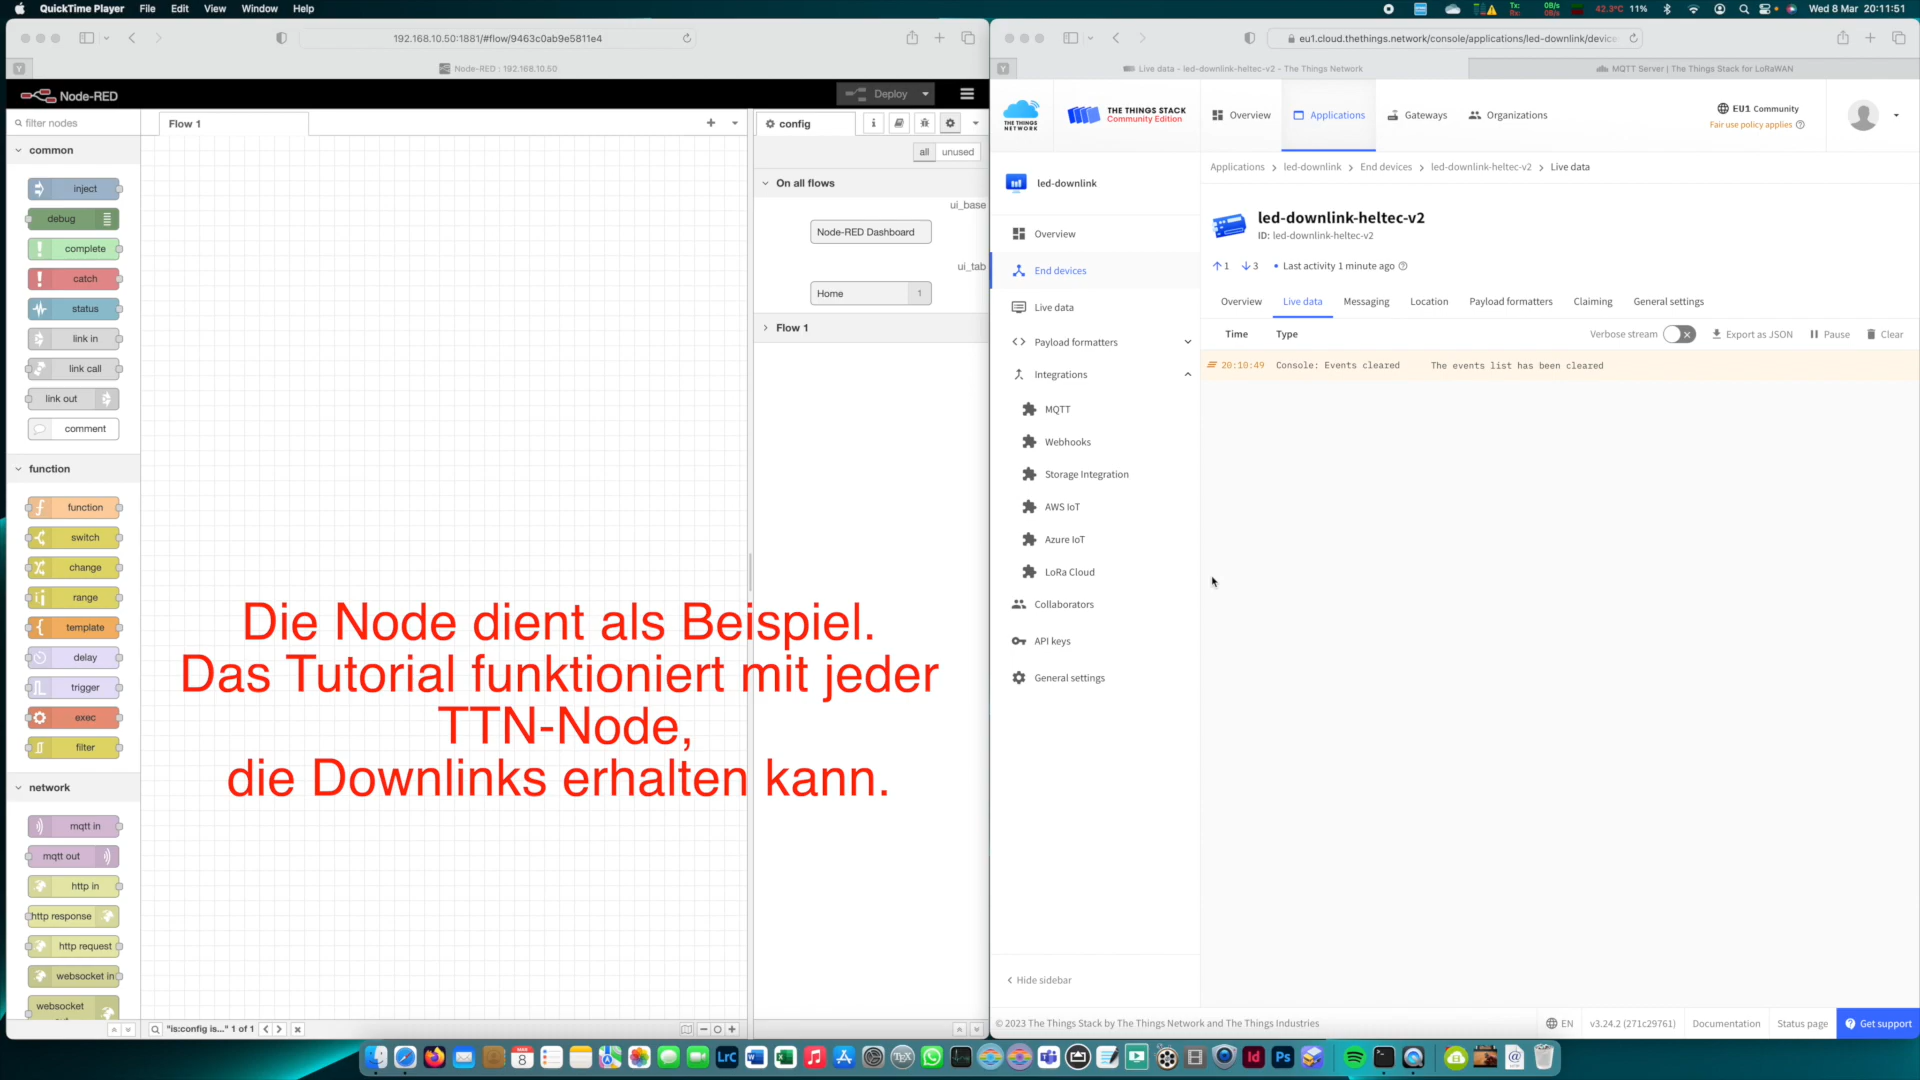 QuickTime Player File Edit View Window Help
42.3°C 11% Wed 8 Mar 20:11:51
192.168.10.50:1881/#flow/9463c0ab9e5811e4
Node-RED : 192.168.10.50
Node-RED
Deploy
filter nodes
Flow 1
config
all unused
common
inject
debug
complete
catch
status
link in
link call
link out
comment
function
function
switch
change
range
template
delay
trigger
exec
filter
network
mqtt in
mqtt out
http in
http response
http request
websocket in
websocket
On all flows
ui_base
Node-RED Dashboard
ui_tab
Home 1
Flow 1
"is:config is..." 1 of 1
Die Node dient als Beispiel.
Das Tutorial funktioniert mit jeder
TTN-Node,
die Downlinks erhalten kann.
eu1.cloud.thethings.network/console/applications/led-downlink/device
Live data - led-downlink-heltec-v2 - The Things Network
MQTT Server | The Things Stack for LoRaWAN
THE THINGS NETWORK
THE THINGS STACK
Community Edition
Overview Applications Gateways Organizations
EU1 Community
Fair use policy applies
led-downlink
Overview
End devices
Live data
Payload formatters
Integrations
MQTT
Webhooks
Storage Integration
AWS IoT
Azure IoT
LoRa Cloud
Collaborators
API keys
General settings
Hide sidebar
Applications > led-downlink > End devices > led-downlink-heltec-v2 > Live data
led-downlink-heltec-v2
ID: led-downlink-heltec-v2
↑1 ↓3 • Last activity 1 minute ago
Overview Live data Messaging Location Payload formatters Claiming General settings
Time Type Verbose stream Export as JSON Pause Clear
20:10:49 Console: Events cleared The events list has been cleared
© 2023 The Things Stack by The Things Network and The Things Industries
EN v3.24.2 (271c29761) Documentation Status page Get support